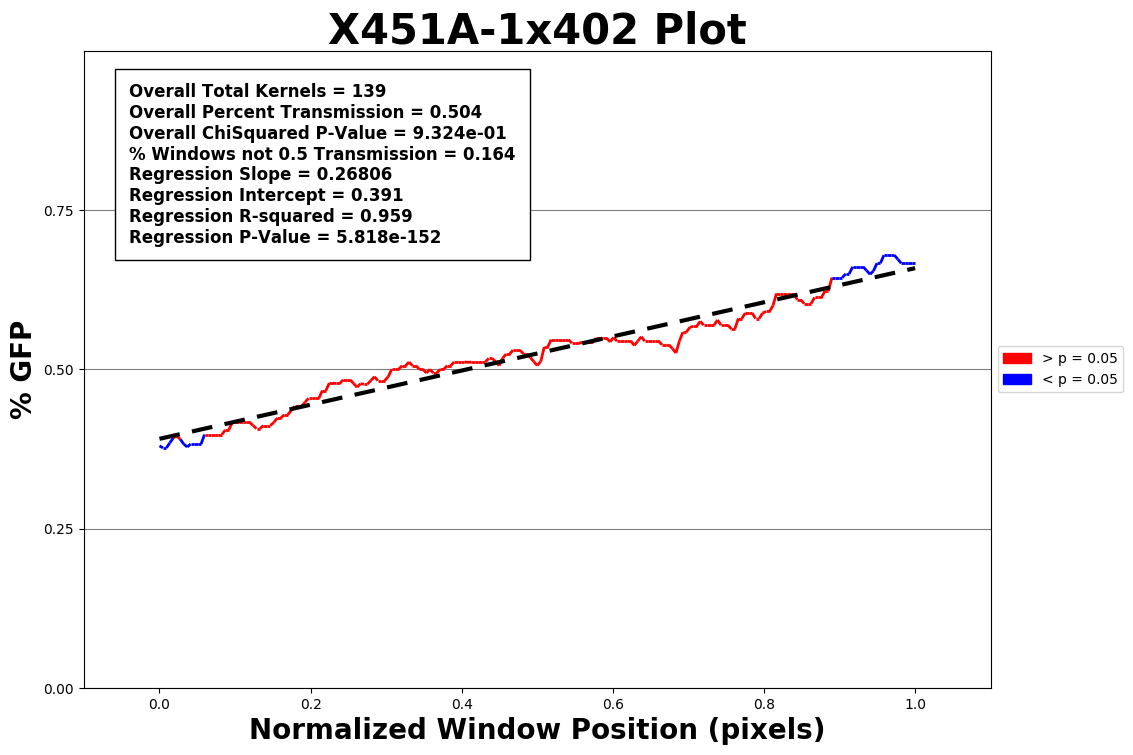 X451A-1x402 Plot
Overall Total Kernels = 139
Overall Percent Transmission = 0.504
Overall ChiSquared P-Value = 9.324e-01
% Windows not 0.5 Transmission = 0.164
Regression Slope = 0.26806
Regression Intercept = 0.391
Regression R-squared = 0.959
Regression P-Value = 5.818e-152
% GFP
0.75
0.50
0.25
0.00
> p = 0.05
< p = 0.05
0.0 0.2 0.4 0.6 0.8 1.0
Normalized Window Position (pixels)